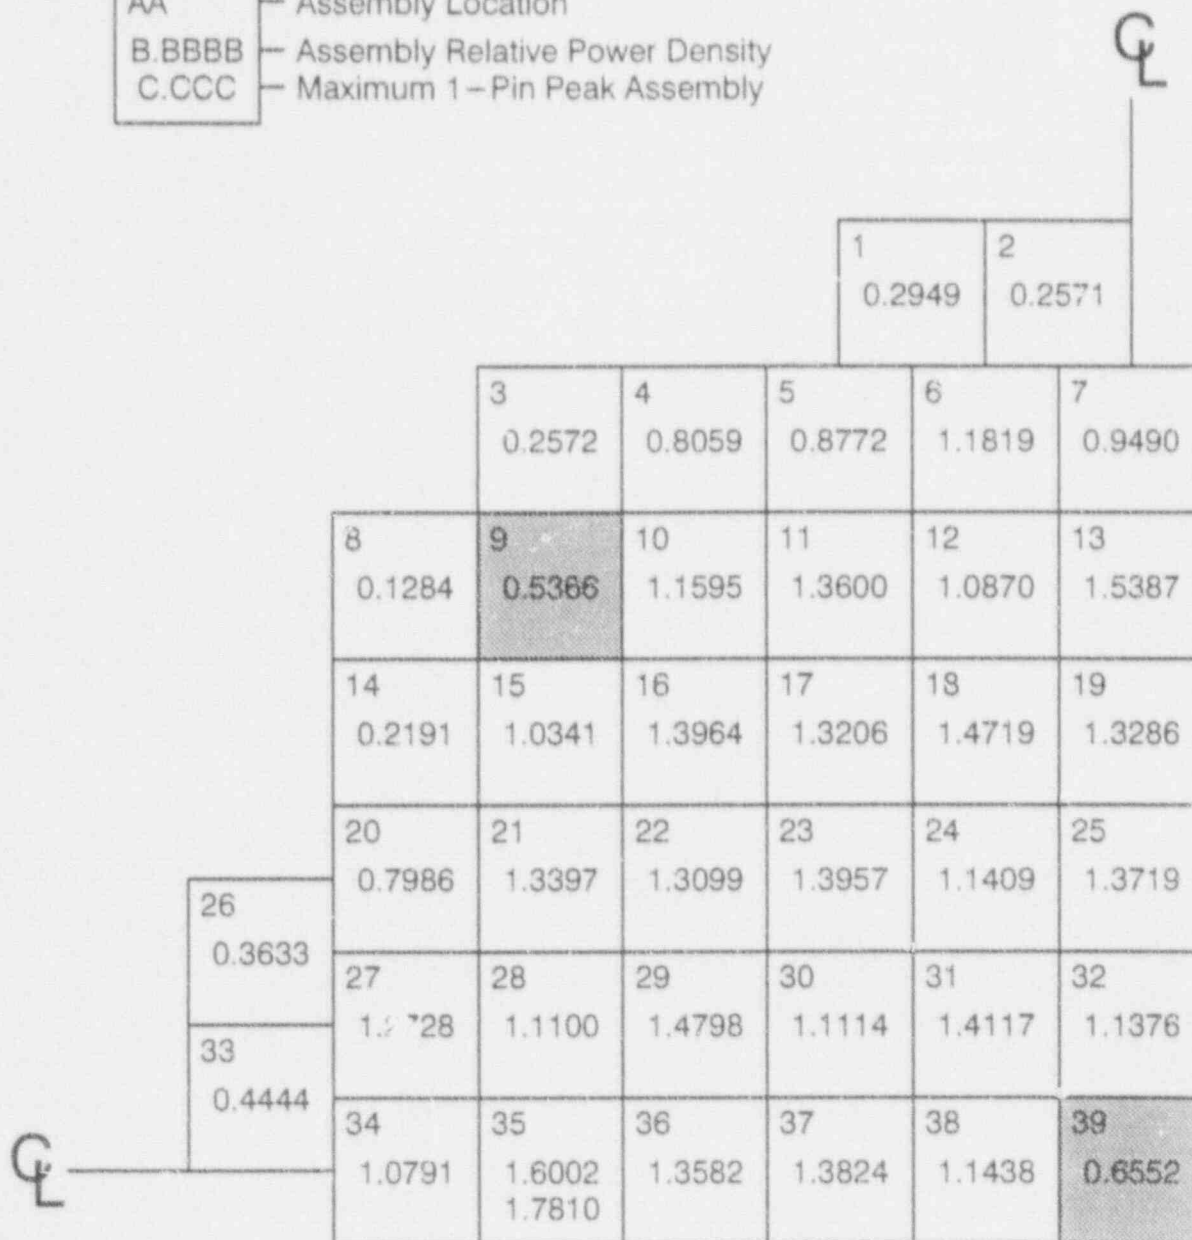 AA — Assembly Location
B.BBBB — Assembly Relative Power Density
C.CCC — Maximum 1–Pin Peak Assembly
CL
1 2
0.2949 0.2571
3 4 5 6 7
0.2572 0.8059 0.8772 1.1819 0.9490
8 9 10 11 12 13
0.1284 0.5366 1.1595 1.3600 1.0870 1.5387
14 15 16 17 18 19
0.2191 1.0341 1.3964 1.3206 1.4719 1.3286
20 21 22 23 24 25
0.7986 1.3397 1.3099 1.3957 1.1409 1.3719
26
0.3633
27 28 29 30 31 32
1.1100 1.4798 1.1114 1.4117 1.1376
33
0.4444
34 35 36 37 38 39
CL
1.0791 1.6002 1.3582 1.3824 1.1438 0.6552
1.7810